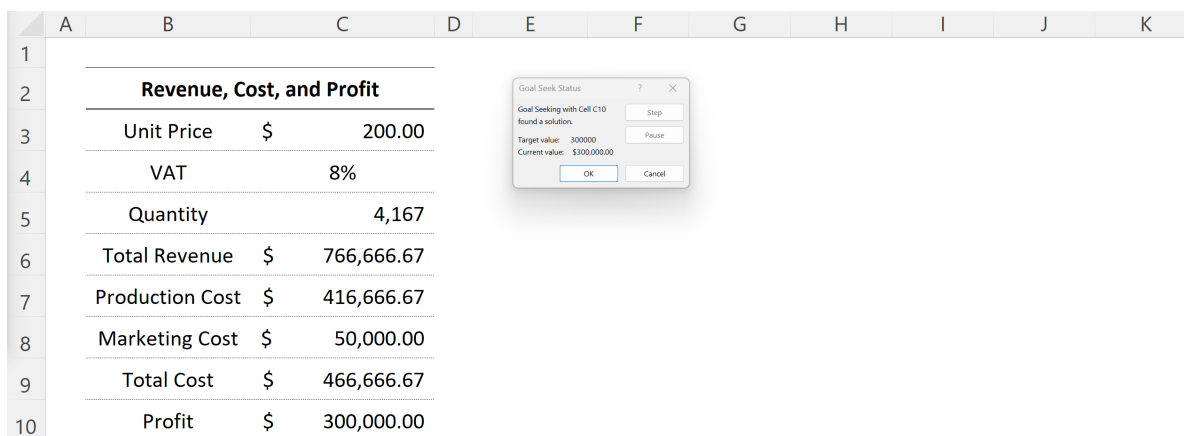 A B C D E F G H I J K
1
2 Revenue, Cost, and Profit
3 Unit Price $ 200.00
4 VAT 8%
5 Quantity 4,167
6 Total Revenue $ 766,666.67
7 Production Cost $ 416,666.67
8 Marketing Cost $ 50,000.00
9 Total Cost $ 466,666.67
10 Profit $ 300,000.00
Goal Seek Status ? ×
Goal Seeking with Cell C10
found a solution.
Target value: 300000
Current value: $300,000.00
Step
Pause
OK Cancel